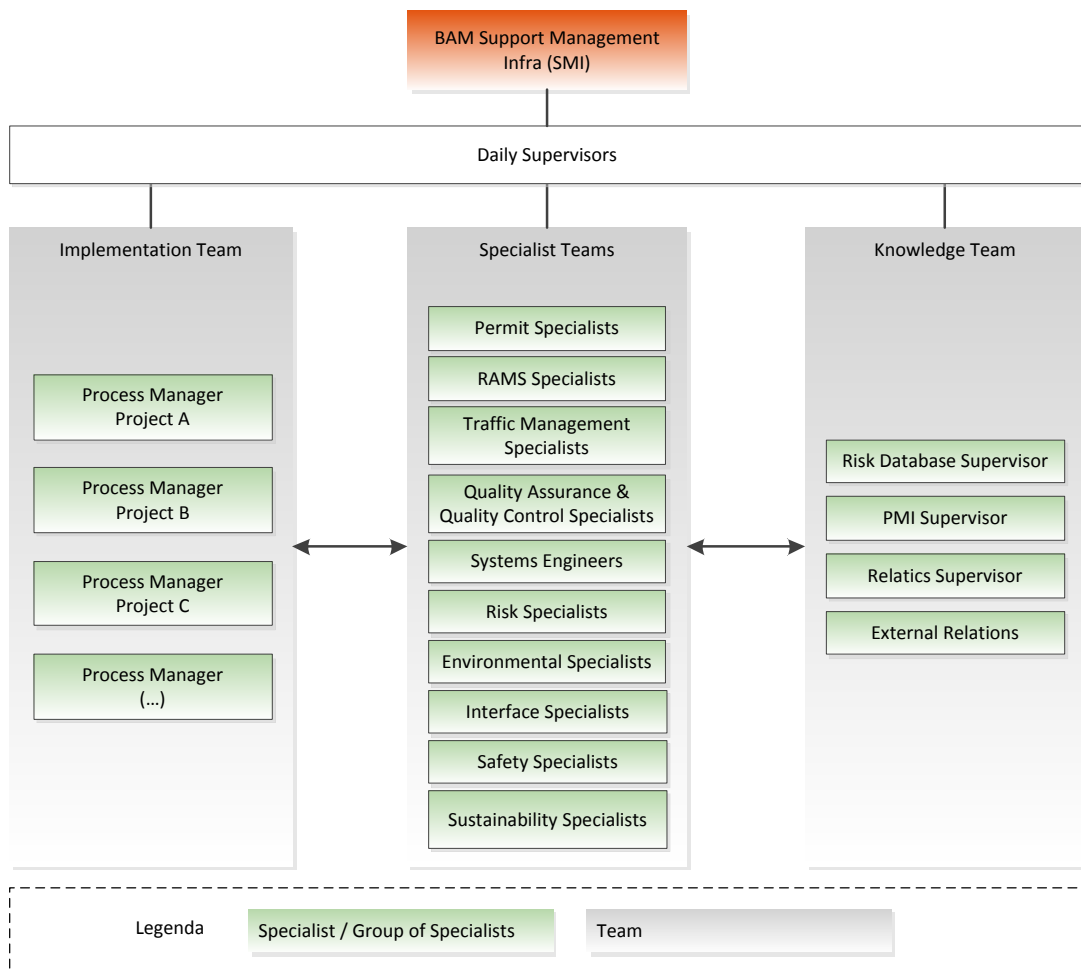 BAM Support Management
Infra (SMI)
Daily Supervisors
Implementation Team
Process Manager
Project A
Process Manager
Project B
Process Manager
Project C
Process Manager
(...)
Specialist Teams
Permit Specialists
RAMS Specialists
Traffic Management
Specialists
Quality Assurance &
Quality Control Specialists
Systems Engineers
Risk Specialists
Environmental Specialists
Interface Specialists
Safety Specialists
Sustainability Specialists
Knowledge Team
Risk Database Supervisor
PMI Supervisor
Relatics Supervisor
External Relations
Legenda
Specialist / Group of Specialists
Team